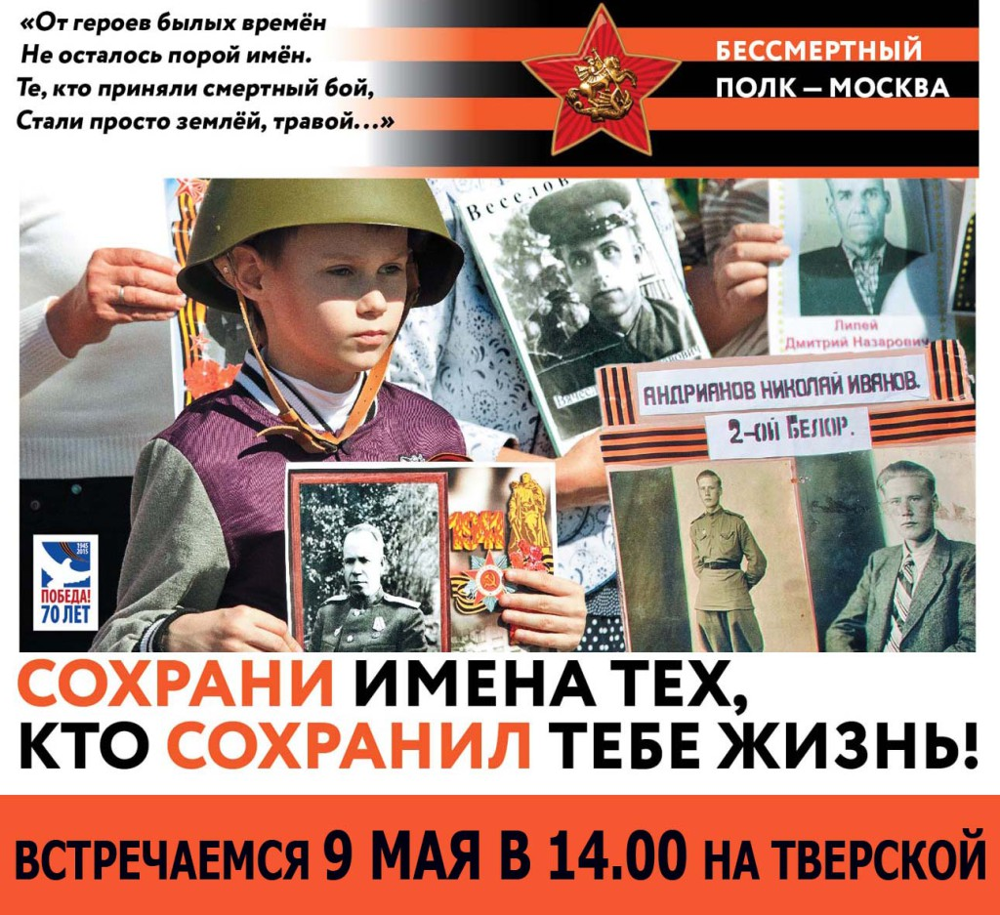 «От героев былых времён
Не осталось порой имён.
Те, кто приняли смертный бой,
Стали просто землёй, травой...»
БЕССМЕРТНЫЙ
ПОЛК — МОСКВА
Веселов
Липей
Дмитрий Назарович
АНДРИАНОВ НИКОЛАЙ ИВАНОВ.
2-ОЙ БЕЛОР.
1941
1945
2015
ПОБЕДА!
70 ЛЕТ
СОХРАНИ ИМЕНА ТЕХ,
КТО СОХРАНИЛ ТЕБЕ ЖИЗНЬ!
ВСТРЕЧАЕМСЯ 9 МАЯ В 14.00 НА ТВЕРСКОЙ